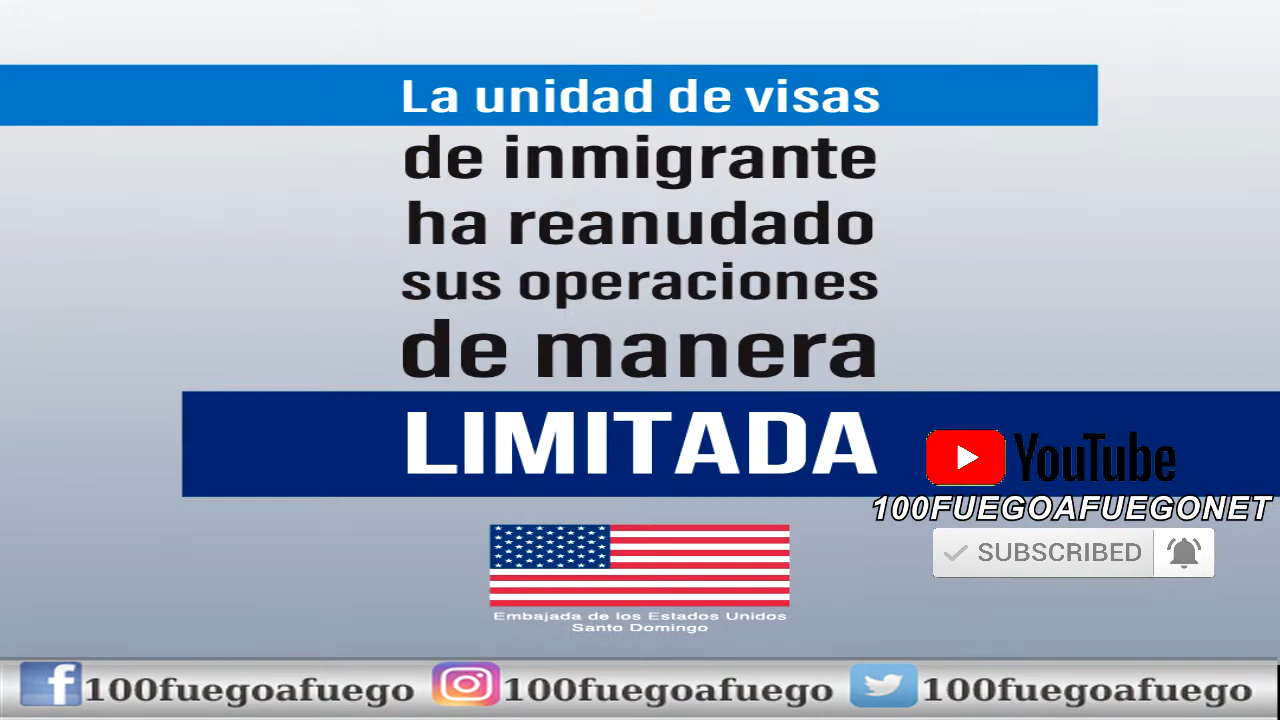 La unidad de visas
de inmigrante
ha reanudado
sus operaciones
de manera
LIMITADA
YouTube
100FUEGOAFUEGONET
SUBSCRIBED
Embajada de los Estados Unidos
Santo Domingo
100fuegoafuego 100fuegoafuego 100fuegoafuego